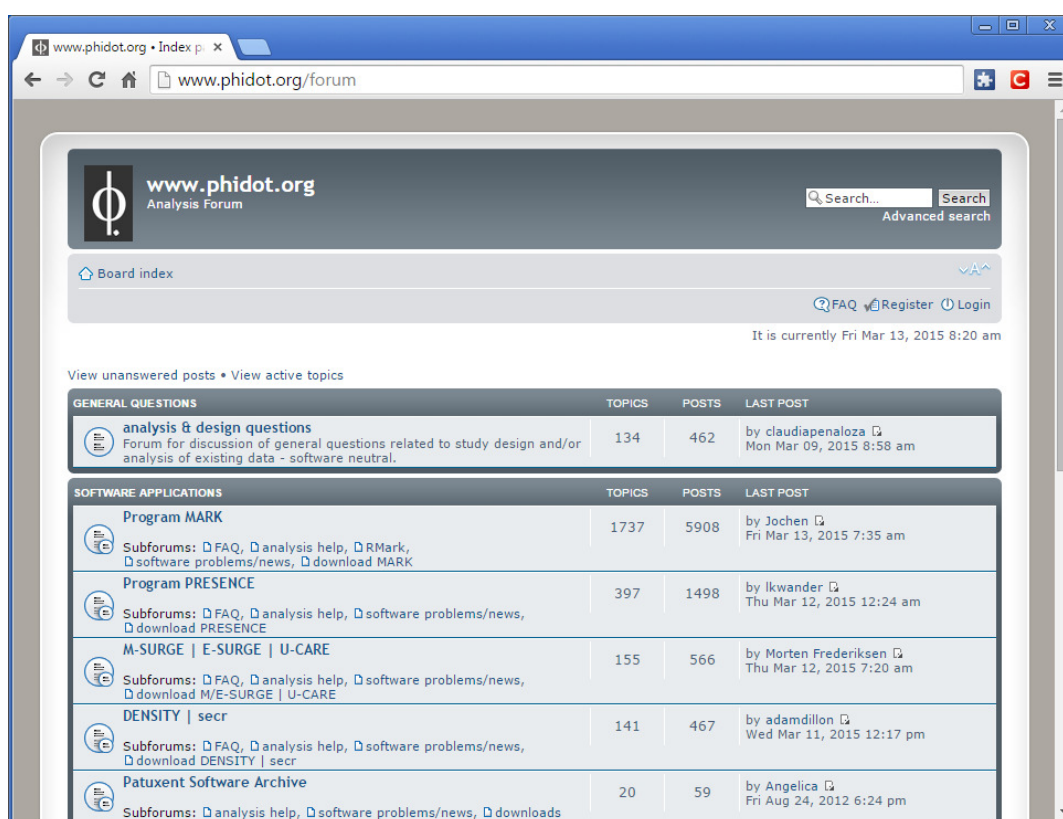 www.phidot.org • Index p
www.phidot.org/forum
www.phidot.org
Analysis Forum
Search...
Search
Advanced search
Board index
FAQ Register Login
It is currently Fri Mar 13, 2015 8:20 am
View unanswered posts • View active topics
GENERAL QUESTIONS TOPICS POSTS LAST POST
analysis & design questions
Forum for discussion of general questions related to study design and/or
analysis of existing data - software neutral.
134 462 by claudiapenaloza
Mon Mar 09, 2015 8:58 am
SOFTWARE APPLICATIONS TOPICS POSTS LAST POST
Program MARK
Subforums: FAQ, analysis help, RMark,
software problems/news, download MARK
1737 5908 by Jochen
Fri Mar 13, 2015 7:35 am
Program PRESENCE
Subforums: FAQ, analysis help, software problems/news,
download PRESENCE
397 1498 by lkwander
Thu Mar 12, 2015 12:24 am
M-SURGE | E-SURGE | U-CARE
Subforums: FAQ, analysis help, software problems/news,
download M/E-SURGE | U-CARE
155 566 by Morten Frederiksen
Thu Mar 12, 2015 7:20 am
DENSITY | secr
Subforums: FAQ, analysis help, software problems/news,
download DENSITY | secr
141 467 by adamdillon
Wed Mar 11, 2015 12:17 pm
Patuxent Software Archive
Subforums: analysis help, software problems/news, downloads
20 59 by Angelica
Fri Aug 24, 2012 6:24 pm